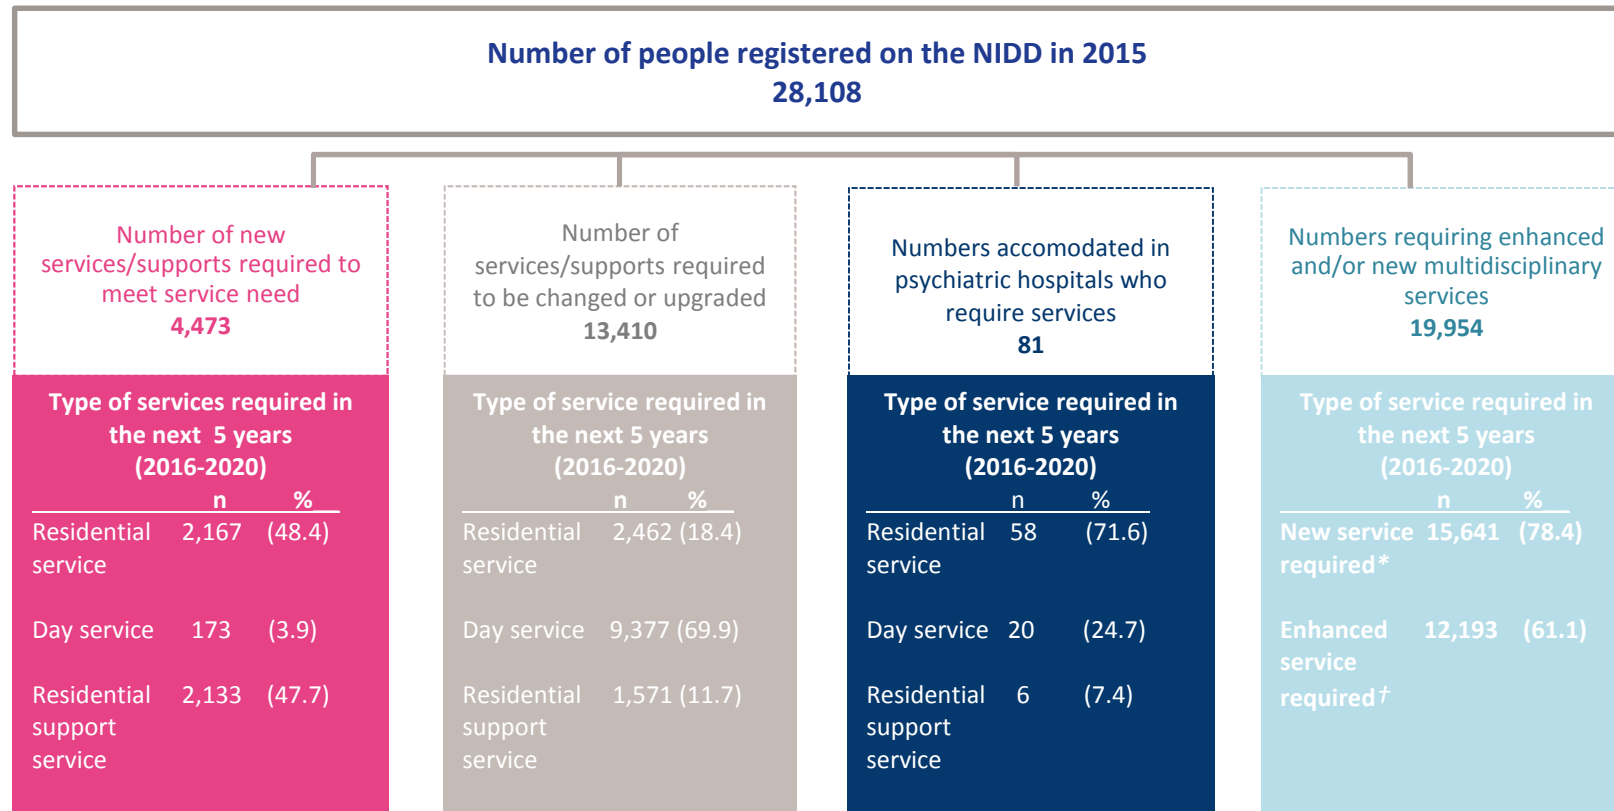 Number of people registered on the NIDD in 2015
28,108
Number of new
services/supports required to
meet service need
4,473
Type of services required in
the next 5 years
(2016-2020)
n %
Residential 2,167 (48.4)
service
Day service 173 (3.9)
Residential 2,133 (47.7)
support
service
Number of
services/supports required
to be changed or upgraded
13,410
Type of service required in
the next 5 years
(2016-2020)
n %
Residential 2,462 (18.4)
service
Day service 9,377 (69.9)
Residential 1,571 (11.7)
support
service
Numbers accomodated in
psychiatric hospitals who
require services
81
Type of service required in
the next 5 years
(2016-2020)
n %
Residential 58 (71.6)
service
Day service 20 (24.7)
Residential 6 (7.4)
support
service
Numbers requiring enhanced
and/or new multidisciplinary
services
19,954
Type of service required in
the next 5 years
(2016-2020)
n %
New service 15,641 (78.4)
required*
Enhanced 12,193 (61.1)
service
required†